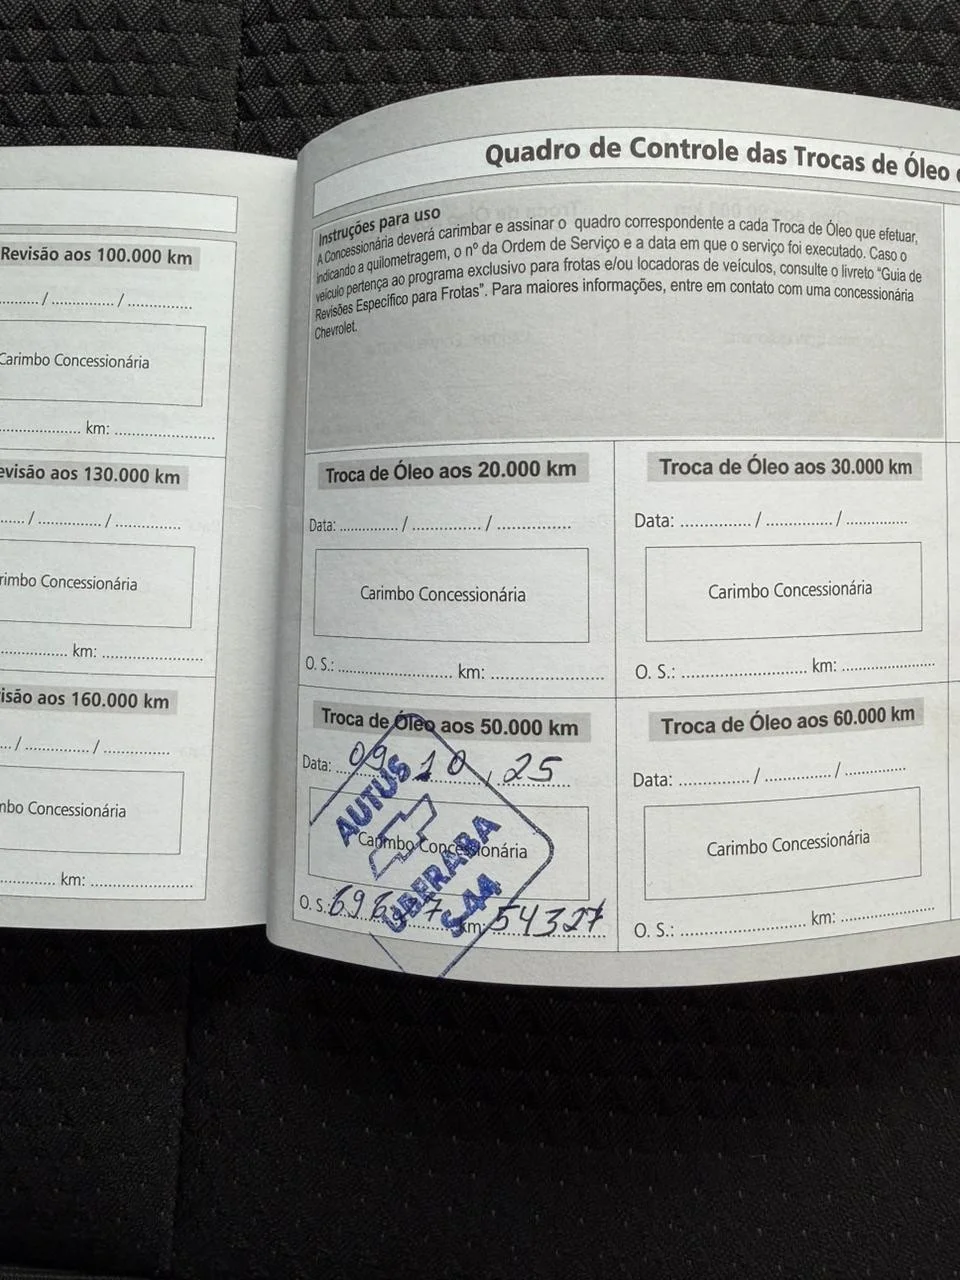 Revisão aos 100.000 km
........ / ............. / .............
Carimbo Concessionária
.................. km: ........................
evisão aos 130.000 km
...... / ............. / .............
rimbo Concessionária
............... km: ........................
isão aos 160.000 km
... / ............. / .............
mbo Concessionária
............ km: ........................
Quadro de Controle das Trocas de Óleo
Instruções para uso
A Concessionária deverá carimbar e assinar o quadro correspondente a cada Troca de Óleo que efetuar,
indicando a quilometragem, o nº da Ordem de Serviço e a data em que o serviço foi executado. Caso o
veículo pertença ao programa exclusivo para frotas e/ou locadoras de veículos, consulte o livreto "Guia de
Revisões Específico para Frotas". Para maiores informações, entre em contato com uma concessionária
Chevrolet.
Troca de Óleo aos 20.000 km
Data: ............. / ............. / .............
Carimbo Concessionária
O. S.: ........................ km: ........................
Troca de Óleo aos 30.000 km
Data: ............. / ............. / .............
Carimbo Concessionária
O. S.: ........................ km: ........................
Troca de Óleo aos 50.000 km
Data: 09 10 25
AUTUS
Carimbo Concessionária
UBERABA
S-44
O. S.: km: 54327
Troca de Óleo aos 60.000 km
Data: ............. / ............. / .............
Carimbo Concessionária
O. S.: ........................ km: ........................